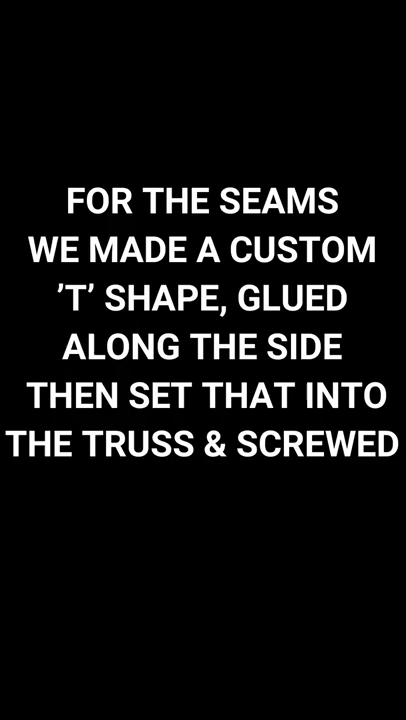 FOR THE SEAMS
WE MADE A CUSTOM
’T’ SHAPE, GLUED
ALONG THE SIDE
THEN SET THAT INTO
THE TRUSS & SCREWED